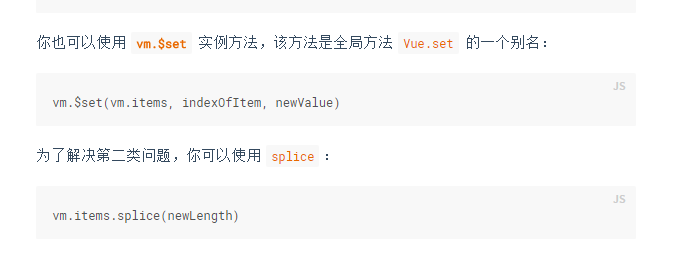 你也可以使用 vm.$set 实例方法，该方法是全局方法 Vue.set 的一个别名：
JS
vm.$set(vm.items, indexOfItem, newValue)
为了解决第二类问题，你可以使用 splice：
JS
vm.items.splice(newLength)